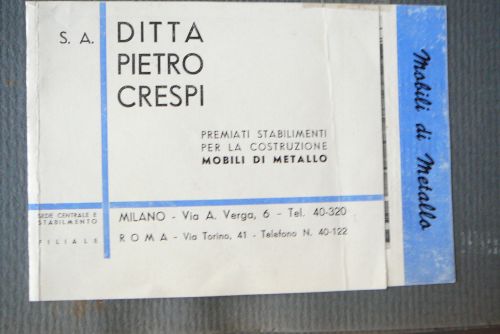 S. A. DITTA
PIETRO
CRESPI
PREMIATI STABILIMENTI
PER LA COSTRUZIONE
MOBILI DI METALLO
SEDE CENTRALE E
STABILMENTO
MILANO - Via A. Verga, 6 - Tel. 40-320
FILIALE
ROMA - Via Torino, 41 - Telefono N. 40-122
Mobili di Metallo